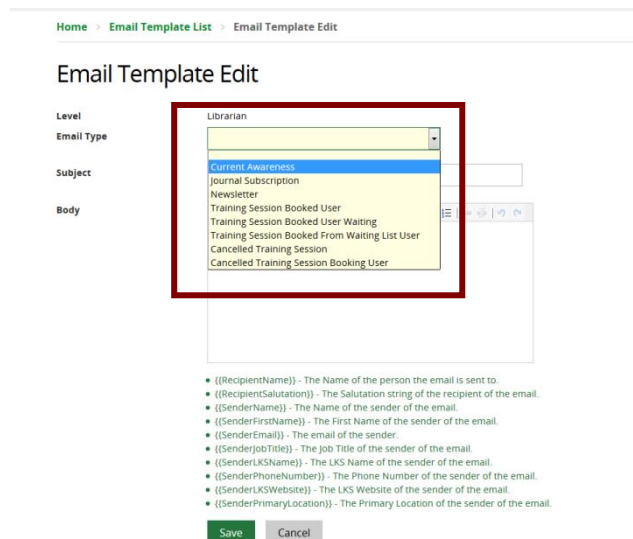 Home > Email Template List > Email Template Edit
Email Template Edit
Level Librarian
Email Type
Current Awareness
Subject
Journal Subscription
Newsletter
Body
Training Session Booked User
Training Session Booked User Waiting
Training Session Booked From Waiting List User
Cancelled Training Session
Cancelled Training Session Booking User
• {{RecipientName}} - The Name of the person the email is sent to.
• {{RecipientSalutation}} - The Salutation string of the recipient of the email.
• {{SenderName}} - The Name of the sender of the email.
• {{SenderFirstName}} - The First Name of the sender of the email.
• {{SenderEmail}} - The email of the sender.
• {{SenderJobTitle}} - The Job Title of the sender of the email.
• {{SenderLKSName}} - The LKS Name of the sender of the email.
• {{SenderPhoneNumber}} - The Phone Number of the sender of the email.
• {{SenderLKSWebsite}} - The LKS Website of the sender of the email.
• {{SenderPrimaryLocation}} - The Primary Location of the sender of the email.
Save Cancel